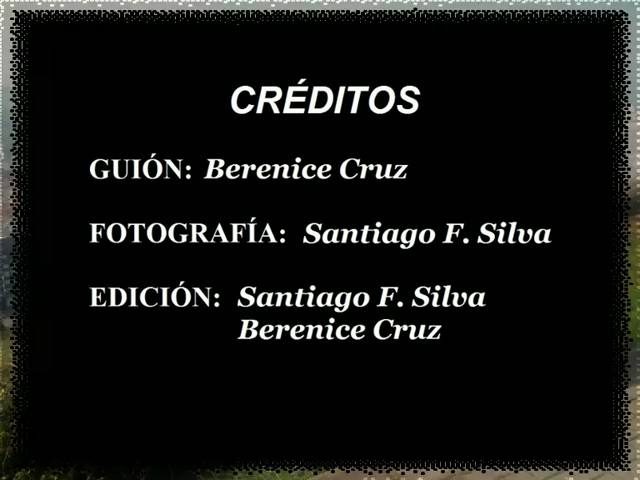 CRÉDITOS
GUIÓN: Berenice Cruz
FOTOGRAFÍA: Santiago F. Silva
EDICIÓN: Santiago F. Silva
Berenice Cruz